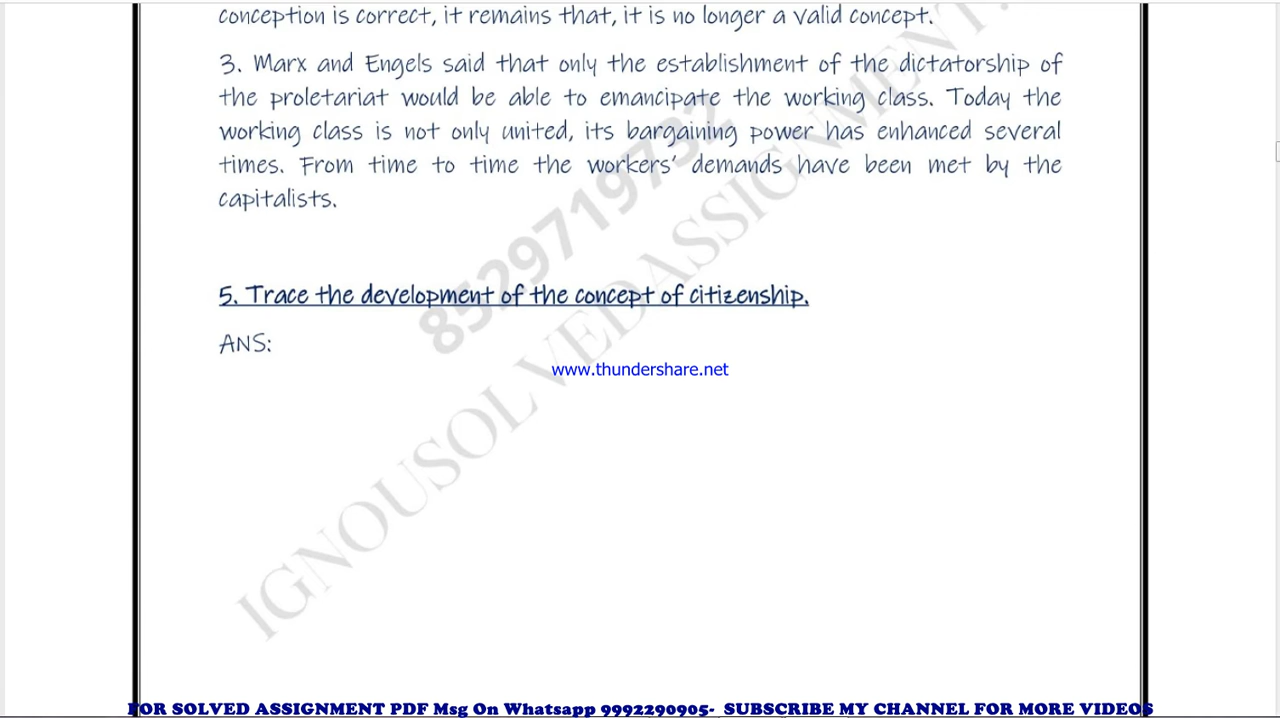 conception is correct, it remains that, it is no longer a valid concept.
3. Marx and Engels said that only the establishment of the dictatorship of
the proletariat would be able to emancipate the working class. Today the
working class is not only united, its bargaining power has enhanced several
times. From time to time the workers' demands have been met by the
capitalists.
5. Trace the development of the concept of citizenship.
ANS:
www.thundershare.net
8529719732
IGNOUSOLVEDASSIGNMENT.
FOR SOLVED ASSIGNMENT PDF Msg On Whatsapp 9992290905- SUBSCRIBE MY CHANNEL FOR MORE VIDEOS